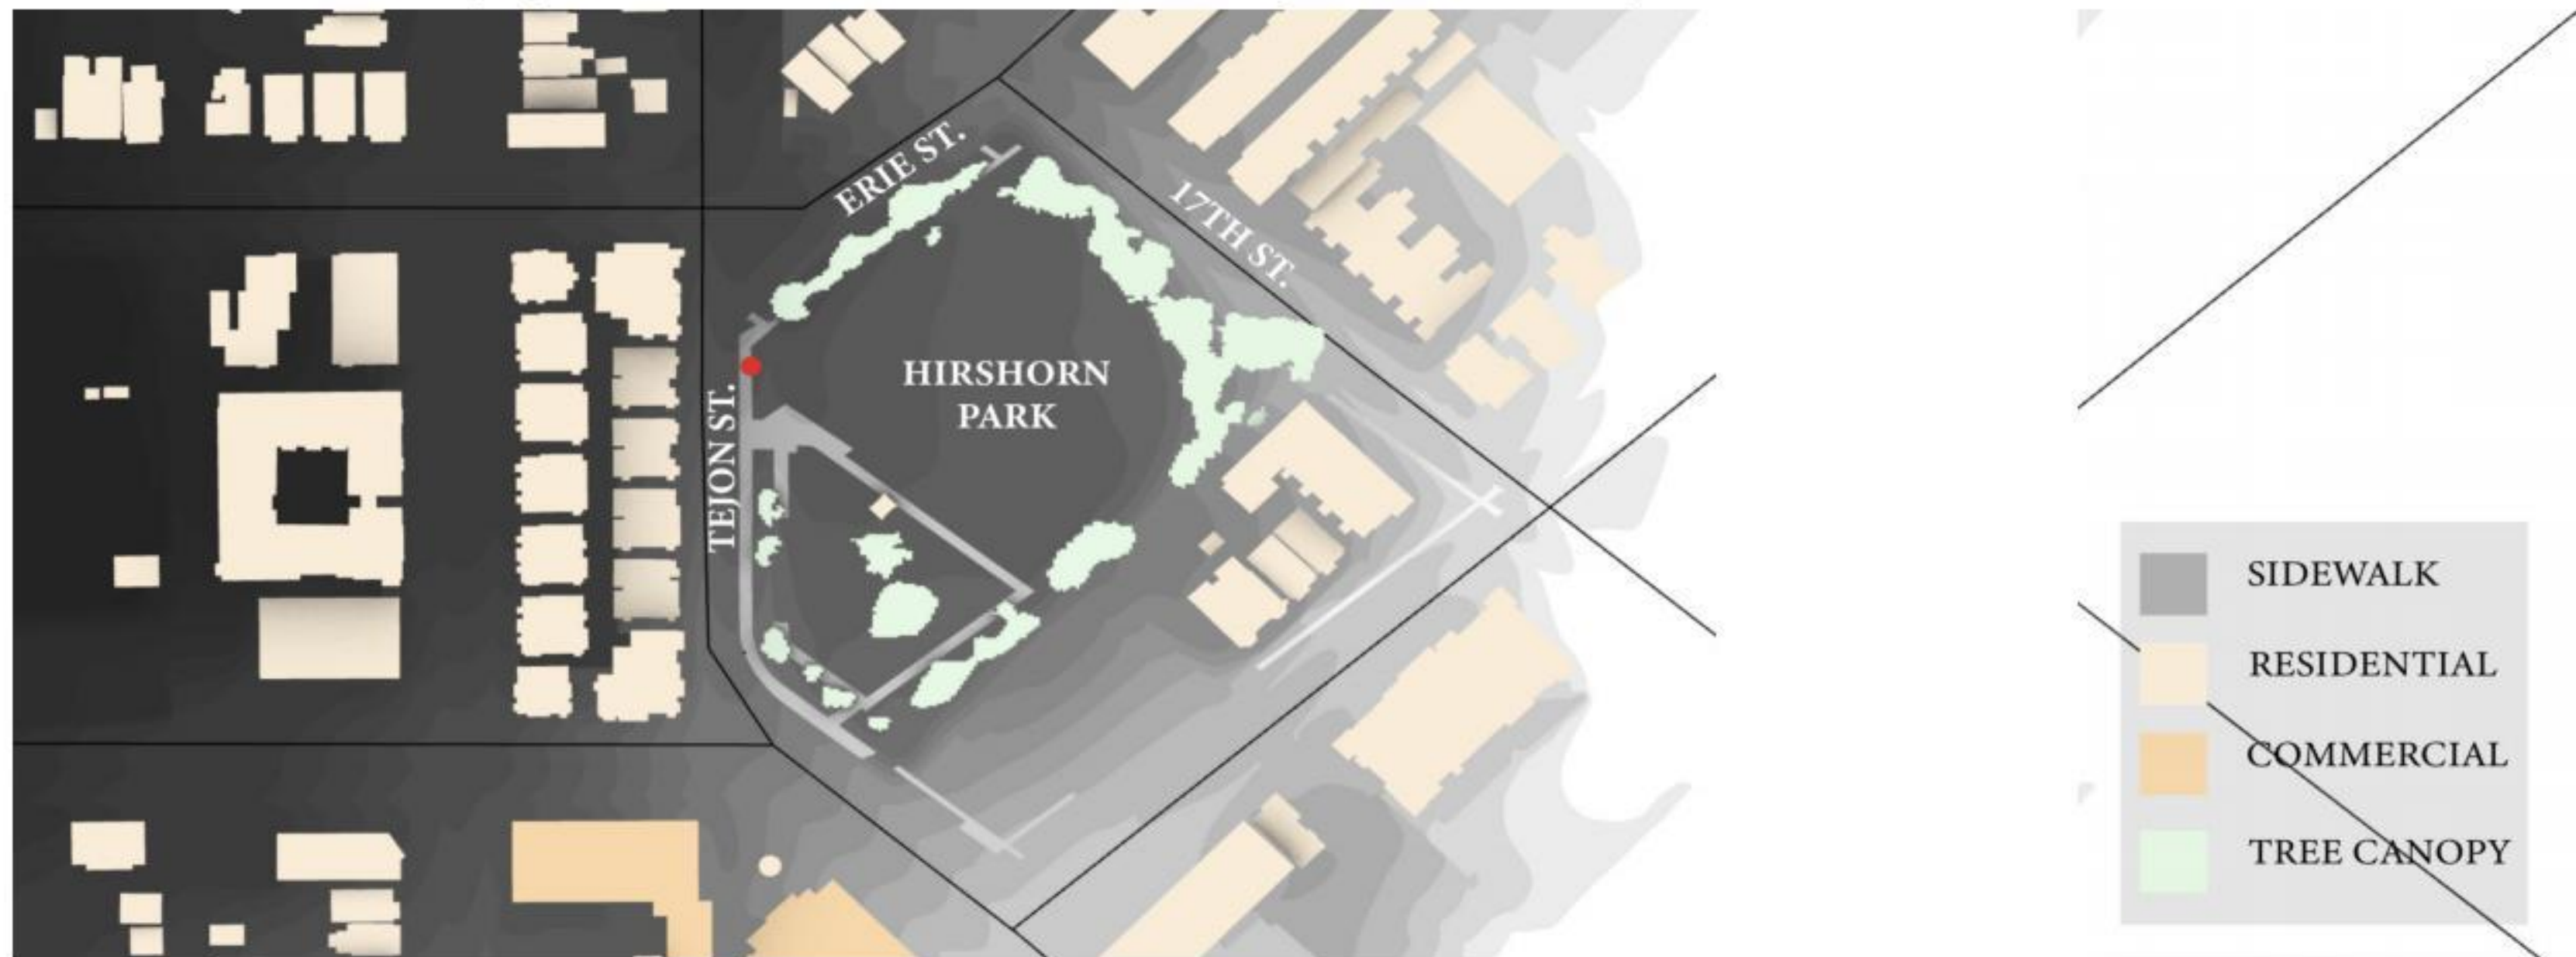 ERIE ST.
17TH ST.
HIRSHORN
PARK
TEJON ST.
SIDEWALK
RESIDENTIAL
COMMERCIAL
TREE CANOPY